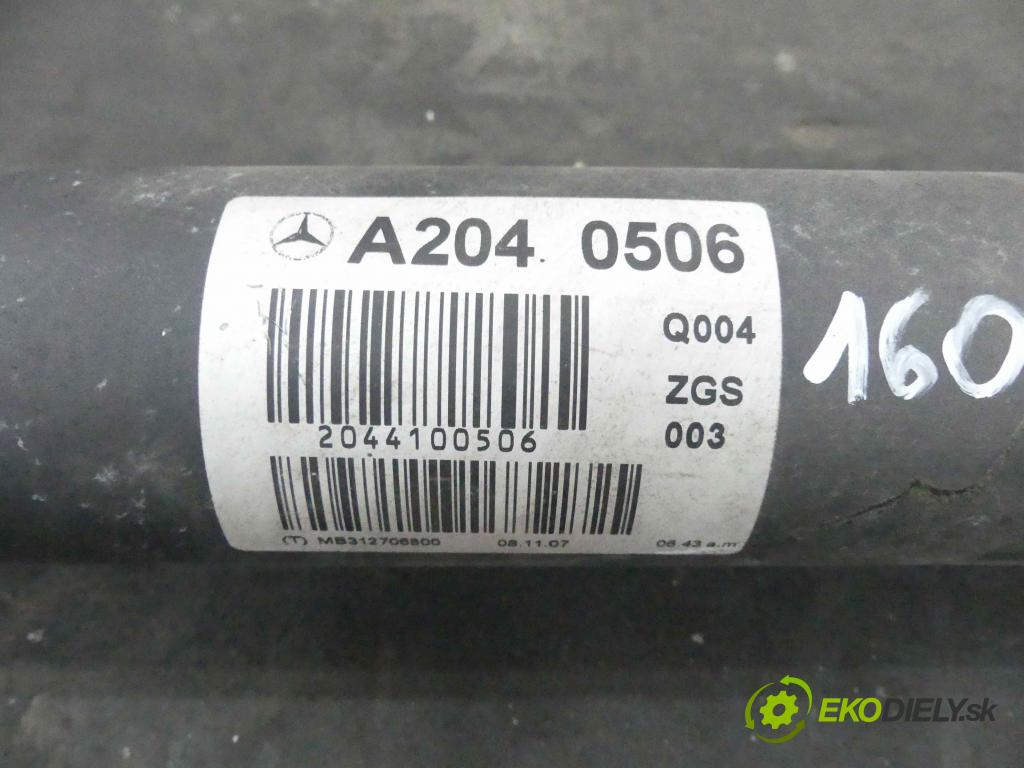 A204 0506
Q004
ZGS
003
2044100506
(T) MB312706800 08.11.07 06.43 a.m
160
EKODIELY.sk